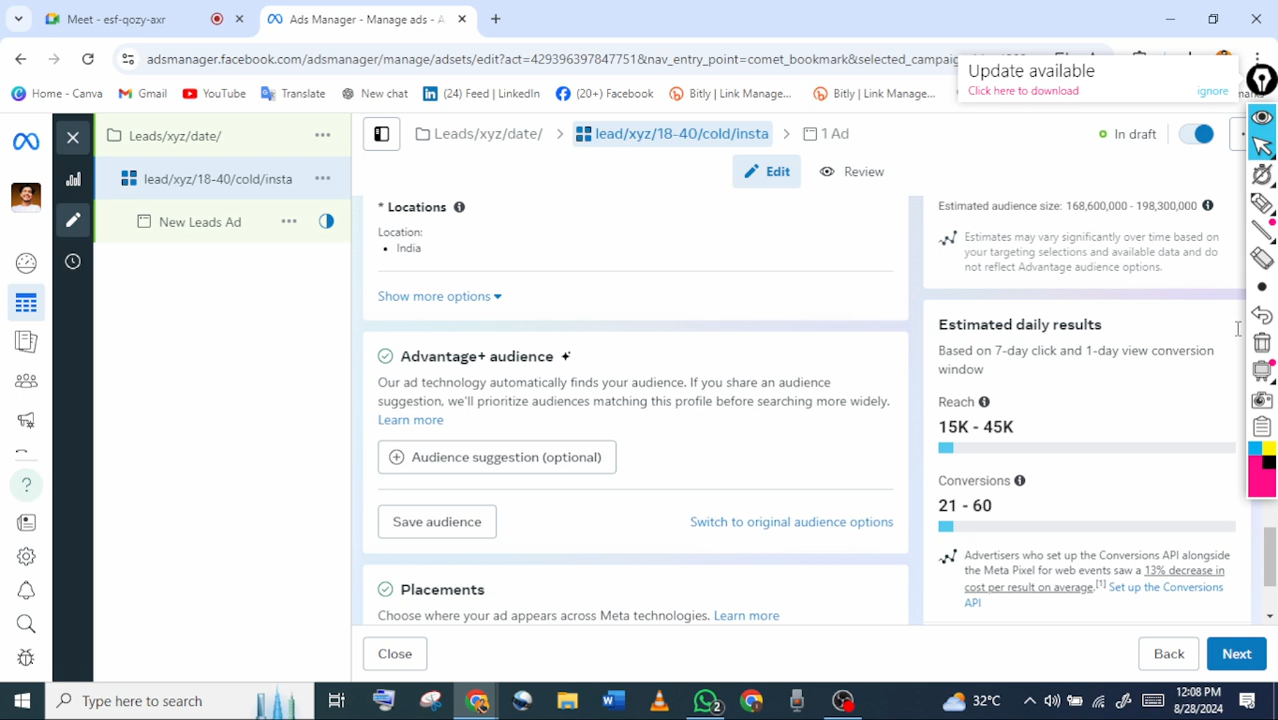 Meet - esf-qozy-axr
Ads Manager - Manage ads - A
adsmanager.facebook.com/adsmanager/manage/adsets/edit?act=429396397847751&nav_entry_point=comet_bookmark&selected_campaig
Update available
Click here to download
ignore
Home - Canva
Gmail
YouTube
Translate
New chat
(24) Feed | LinkedIn
(20+) Facebook
Bitly | Link Manage...
Bitly | Link Manage...
Leads/xyz/date/
lead/xyz/18-40/cold/insta
New Leads Ad
Leads/xyz/date/
lead/xyz/18-40/cold/insta
1 Ad
In draft
Edit
Review
* Locations
Location:
India
Show more options
Advantage+ audience
Our ad technology automatically finds your audience. If you share an audience
suggestion, we'll prioritize audiences matching this profile before searching more widely.
Learn more
Audience suggestion (optional)
Save audience
Switch to original audience options
Placements
Choose where your ad appears across Meta technologies. Learn more
Estimated audience size: 168,600,000 - 198,300,000
Estimates may vary significantly over time based on
your targeting selections and available data and do
not reflect Advantage audience options.
Estimated daily results
Based on 7-day click and 1-day view conversion
window
Reach
15K - 45K
Conversions
21 - 60
Advertisers who set up the Conversions API alongside
the Meta Pixel for web events saw a 13% decrease in
cost per result on average.[1] Set up the Conversions
API
Close
Back
Next
Type here to search
2
32°C
12:08 PM
8/28/2024